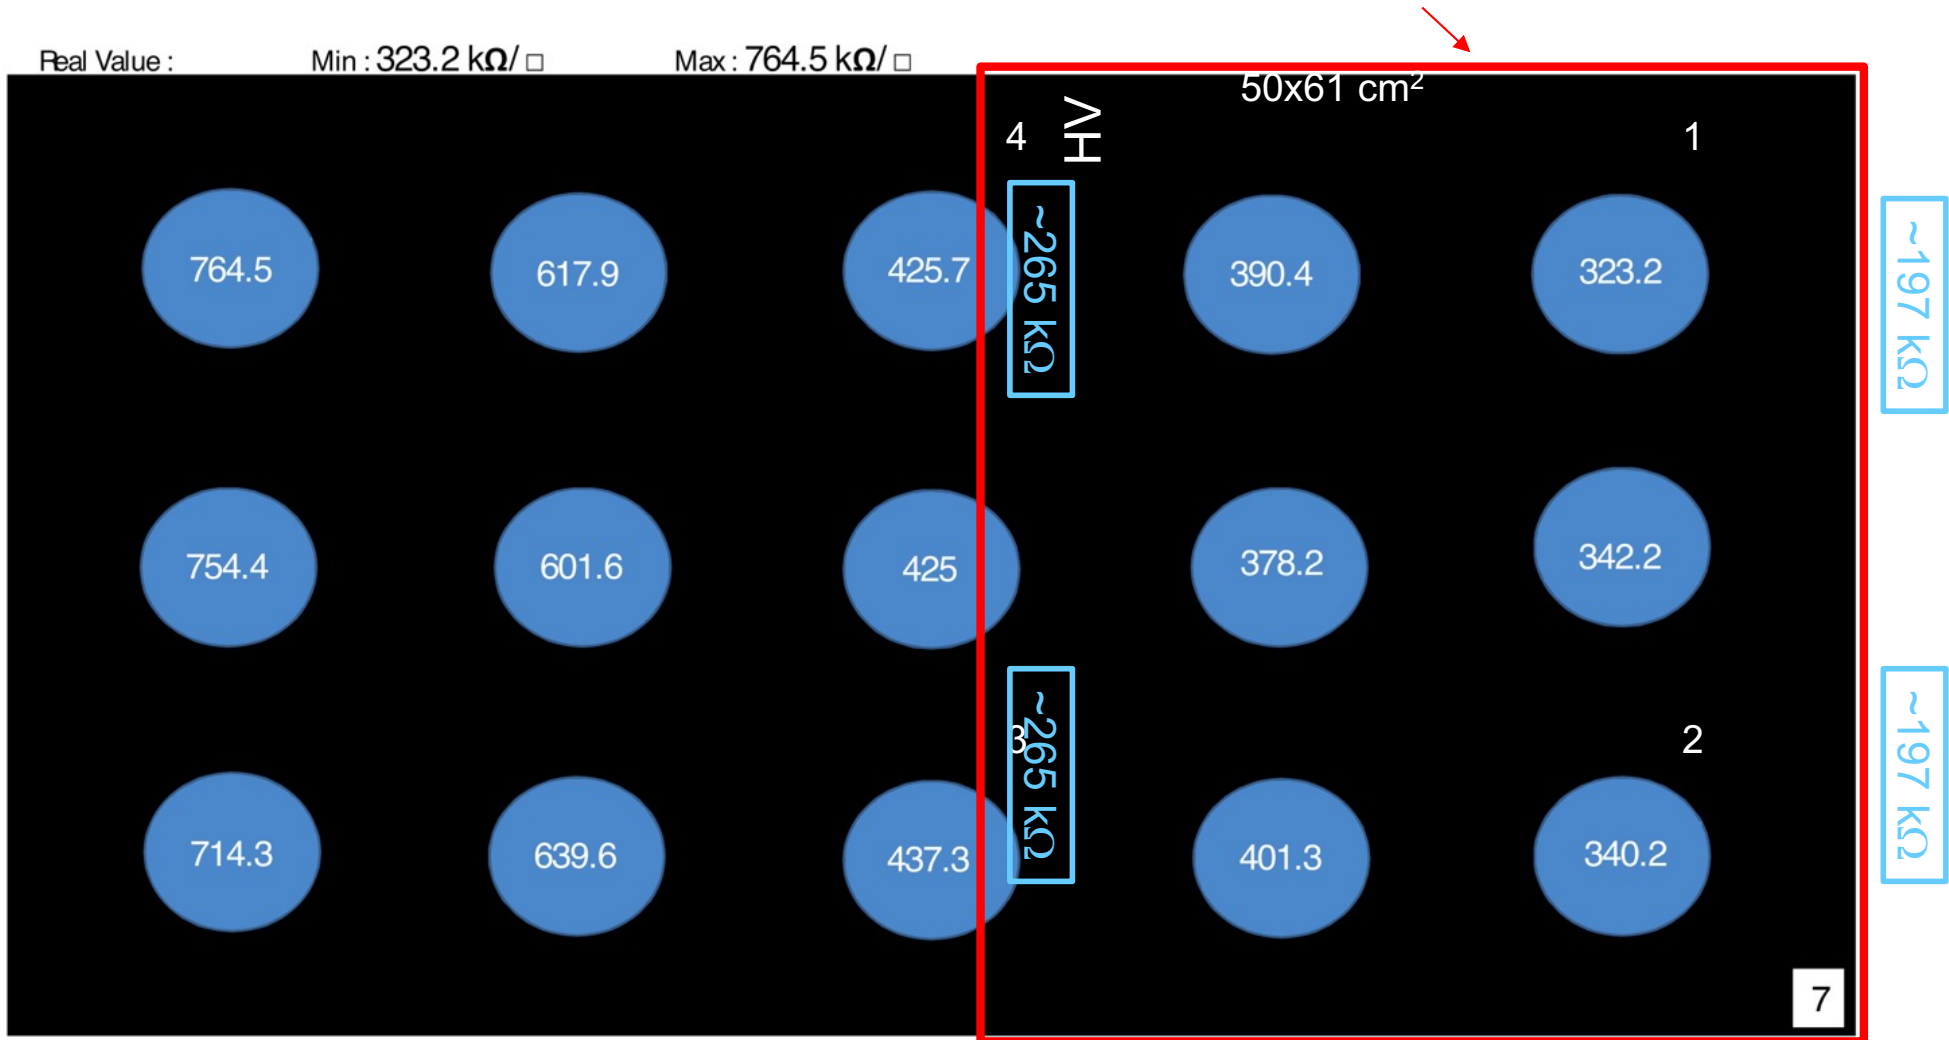 Real Value : Min : 323.2 kΩ/ □ Max : 764.5 kΩ/ □
50x61 cm²
4 HV 1
764.5 617.9 425.7 ~265 kΩ 390.4 323.2 ~197 kΩ
754.4 601.6 425 378.2 342.2
3 ~265 kΩ 2 ~197 kΩ
714.3 639.6 437.3 401.3 340.2
7